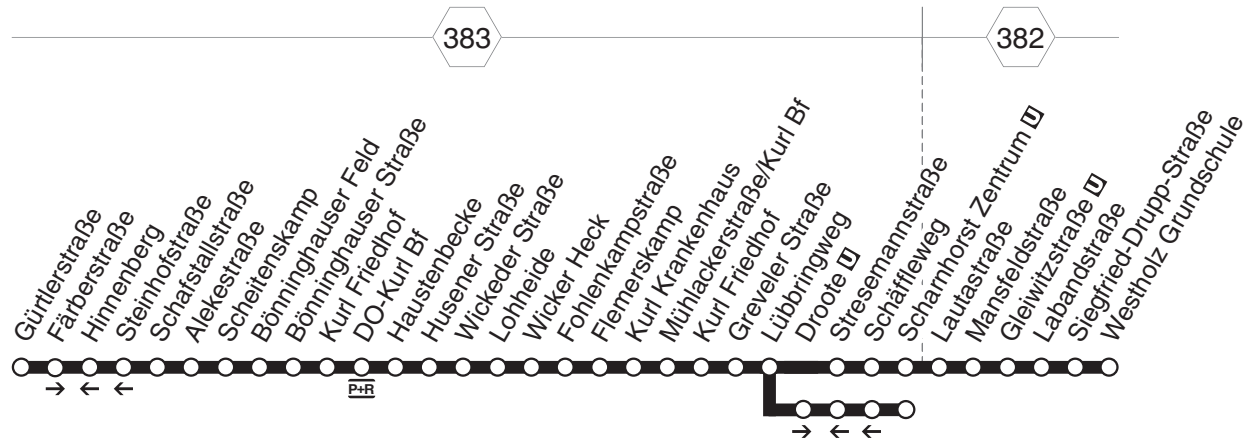 383
382
Gürtlerstraße
Färberstraße
Hinnenberg
Steinhofstraße
Schafstallstraße
Alekestraße
Scheitenskamp
Bönninghauser Feld
Bönninghauser Straße
Kurl Friedhof
DO-Kurl Bf
Haustenbecke
Husener Straße
Wickeder Straße
Lohheide
Wicker Heck
Fohlenkampstraße
Flemerskamp
Kurl Krankenhaus
Mühlackerstraße/Kurl Bf
Kurl Friedhof
Greveler Straße
Lübbringweg
Droote U
Stresemannstraße
Schäffleweg
Scharnhorst Zentrum U
Lautastraße
Mansfeldstraße
Gleiwitzstraße U
Labandstraße
Siegfried-Drupp-Straße
Westholz Grundschule
P+R